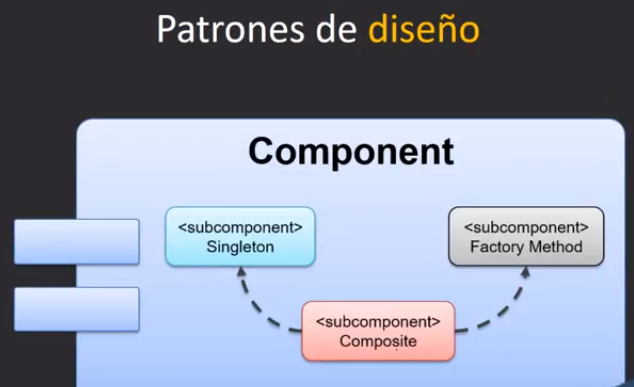 Patrones de diseño
Component
<subcomponent>
Singleton
<subcomponent>
Factory Method
<subcomponent>
Composite